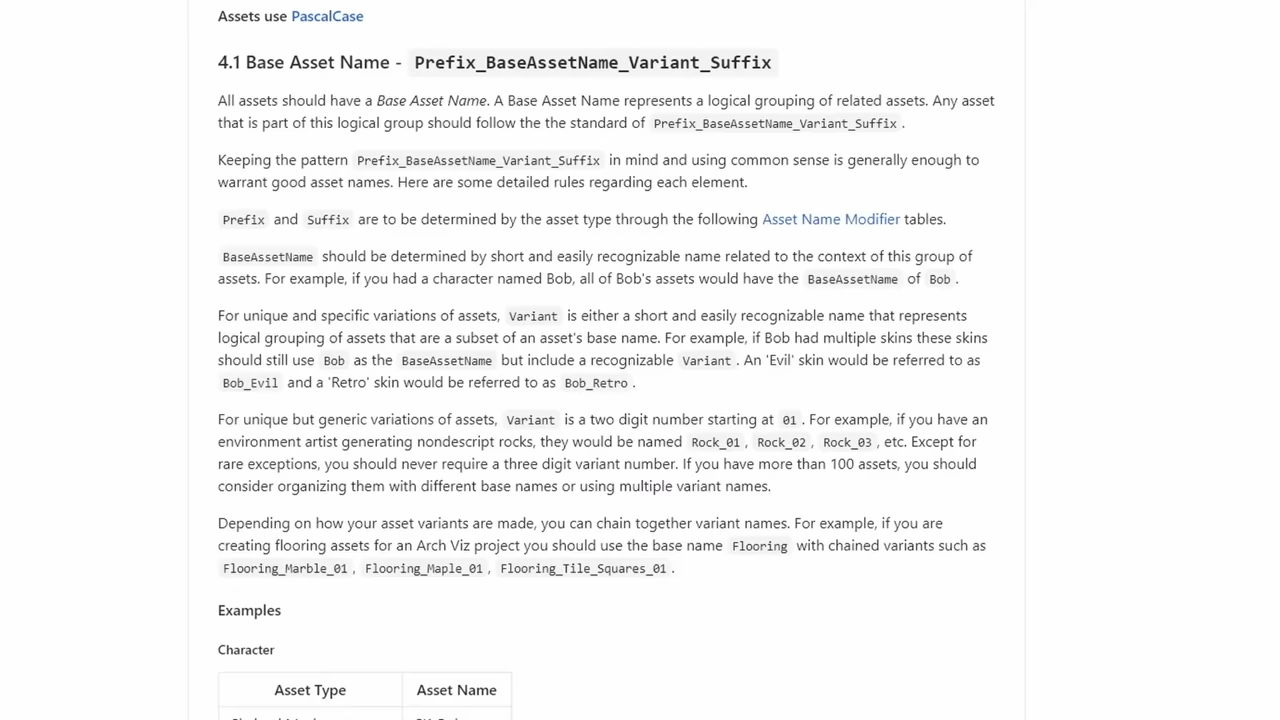 Assets use PascalCase
4.1 Base Asset Name - Prefix_BaseAssetName_Variant_Suffix
All assets should have a Base Asset Name. A Base Asset Name represents a logical grouping of related assets. Any asset
that is part of this logical group should follow the the standard of Prefix_BaseAssetName_Variant_Suffix.
Keeping the pattern Prefix_BaseAssetName_Variant_Suffix in mind and using common sense is generally enough to
warrant good asset names. Here are some detailed rules regarding each element.
Prefix and Suffix are to be determined by the asset type through the following Asset Name Modifier tables.
BaseAssetName should be determined by short and easily recognizable name related to the context of this group of
assets. For example, if you had a character named Bob, all of Bob's assets would have the BaseAssetName of Bob.
For unique and specific variations of assets, Variant is either a short and easily recognizable name that represents
logical grouping of assets that are a subset of an asset's base name. For example, if Bob had multiple skins these skins
should still use Bob as the BaseAssetName but include a recognizable Variant. An 'Evil' skin would be referred to as
Bob_Evil and a 'Retro' skin would be referred to as Bob_Retro.
For unique but generic variations of assets, Variant is a two digit number starting at 01. For example, if you have an
environment artist generating nondescript rocks, they would be named Rock_01, Rock_02, Rock_03, etc. Except for
rare exceptions, you should never require a three digit variant number. If you have more than 100 assets, you should
consider organizing them with different base names or using multiple variant names.
Depending on how your asset variants are made, you can chain together variant names. For example, if you are
creating flooring assets for an Arch Viz project you should use the base name Flooring with chained variants such as
Flooring_Marble_01, Flooring_Maple_01, Flooring_Tile_Squares_01.
Examples
Character
Asset Type Asset Name